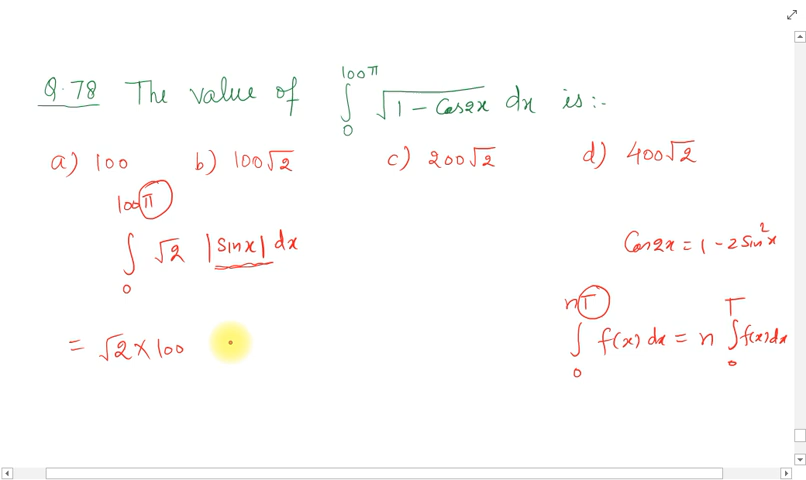 Q.78 The value of ∫₀^{100π} √(1 - Cos2x) dx is:-
a) 100 b) 100√2 c) 200√2 d) 400√2
∫₀^{100π} √2 |sinx| dx
Cos2x = 1 - 2Sin²x
∫₀^{nT} f(x) dx = n ∫₀^{T} f(x) dx
= √2 × 100